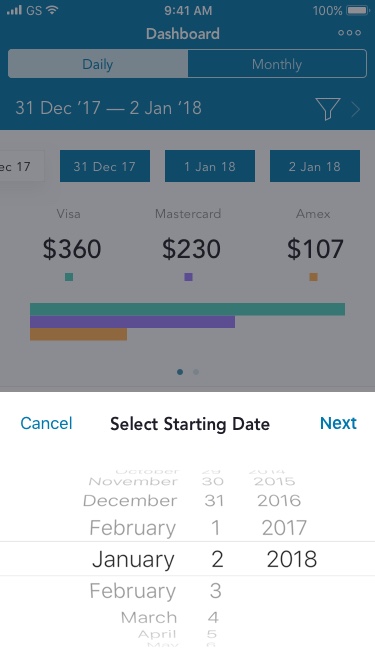 GS 9:41 AM 100%
Dashboard
Daily Monthly
31 Dec ’17 — 2 Jan ’18
ec 17 31 Dec 17 1 Jan 18 2 Jan 18
Visa Mastercard Amex
$360 $230 $107
Cancel Select Starting Date Next
October 29 2014
November 30 2015
December 31 2016
February 1 2017
January 2 2018
February 3
March 4
April 5
May 6